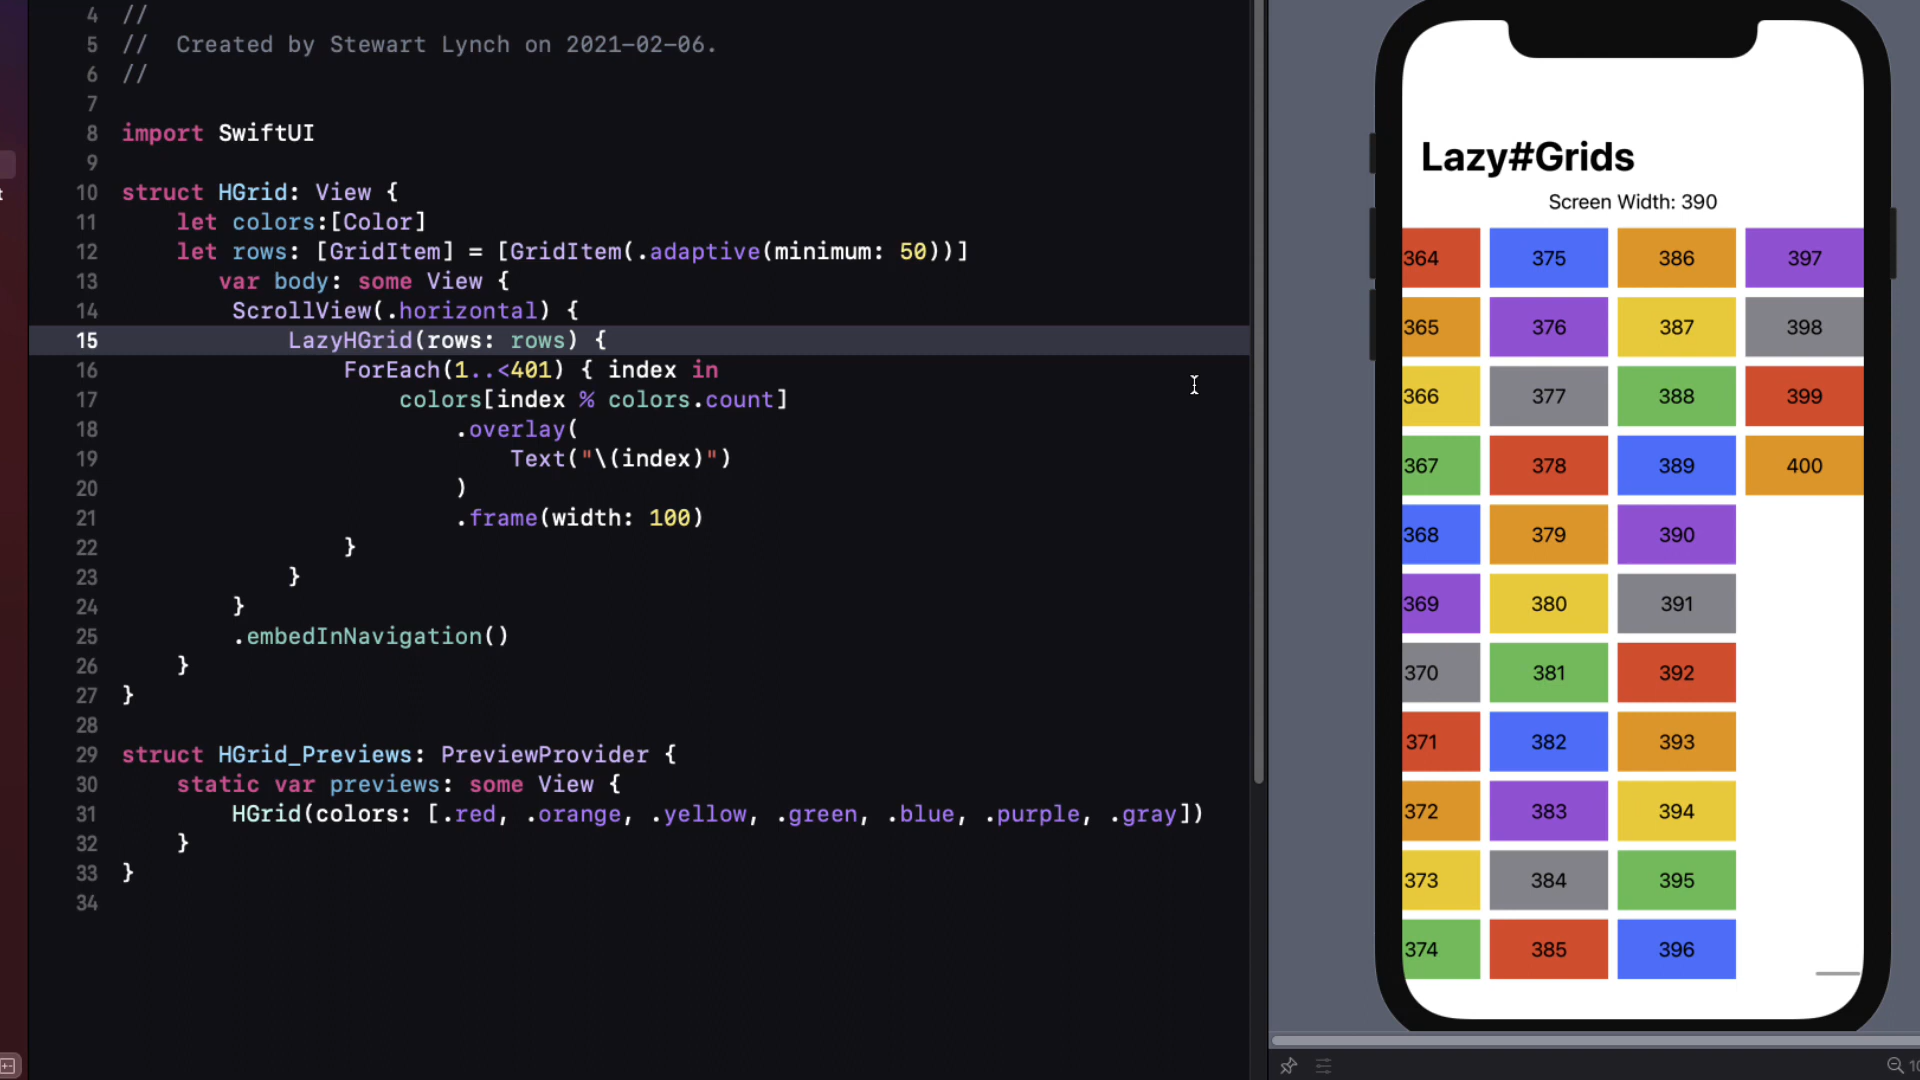 4 //
5 //  Created by Stewart Lynch on 2021-02-06.
6 //
7
8 import SwiftUI
9
10 struct HGrid: View {
11     let colors:[Color]
12     let rows: [GridItem] = [GridItem(.adaptive(minimum: 50))]
13        var body: some View {
14         ScrollView(.horizontal) {
15             LazyHGrid(rows: rows) {
16                 ForEach(1..<401) { index in
17                     colors[index % colors.count]
18                         .overlay(
19                             Text("\(index)")
20                         )
21                         .frame(width: 100)
22                 }
23             }
24         }
25         .embedInNavigation()
26     }
27 }
28
29 struct HGrid_Previews: PreviewProvider {
30     static var previews: some View {
31         HGrid(colors: [.red, .orange, .yellow, .green, .blue, .purple, .gray])
32     }
33 }
34
Lazy#Grids
Screen Width: 390
364 375 386 397
365 376 387 398
366 377 388 399
367 378 389 400
368 379 390
369 380 391
370 381 392
371 382 393
372 383 394
373 384 395
374 385 396